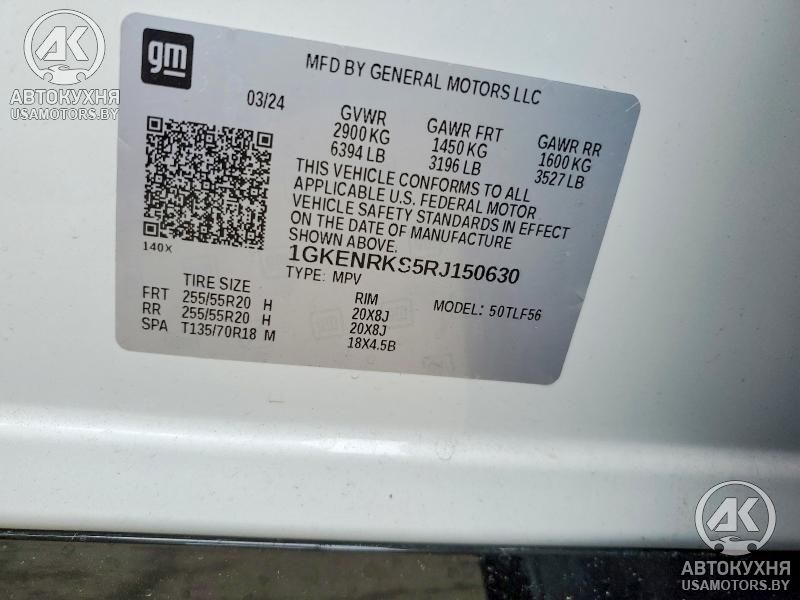 gm
MFD BY GENERAL MOTORS LLC
03/24
GVWR
2900 KG
6394 LB
GAWR FRT
1450 KG
3196 LB
GAWR RR
1600 KG
3527 LB
THIS VEHICLE CONFORMS TO ALL
APPLICABLE U.S. FEDERAL MOTOR
VEHICLE SAFETY STANDARDS IN EFFECT
ON THE DATE OF MANUFACTURE
SHOWN ABOVE.
140X
1GKENRKS5RJ150630
TYPE: MPV
TIRE SIZE
RIM
MODEL: 50TLF56
FRT 255/55R20 H 20X8J
RR 255/55R20 H 20X8J
SPA T135/70R18 M 18X4.5B
AK
АВТОКУХНЯ
USAMOTORS.BY
AK
АВТОКУХНЯ
USAMOTORS.BY